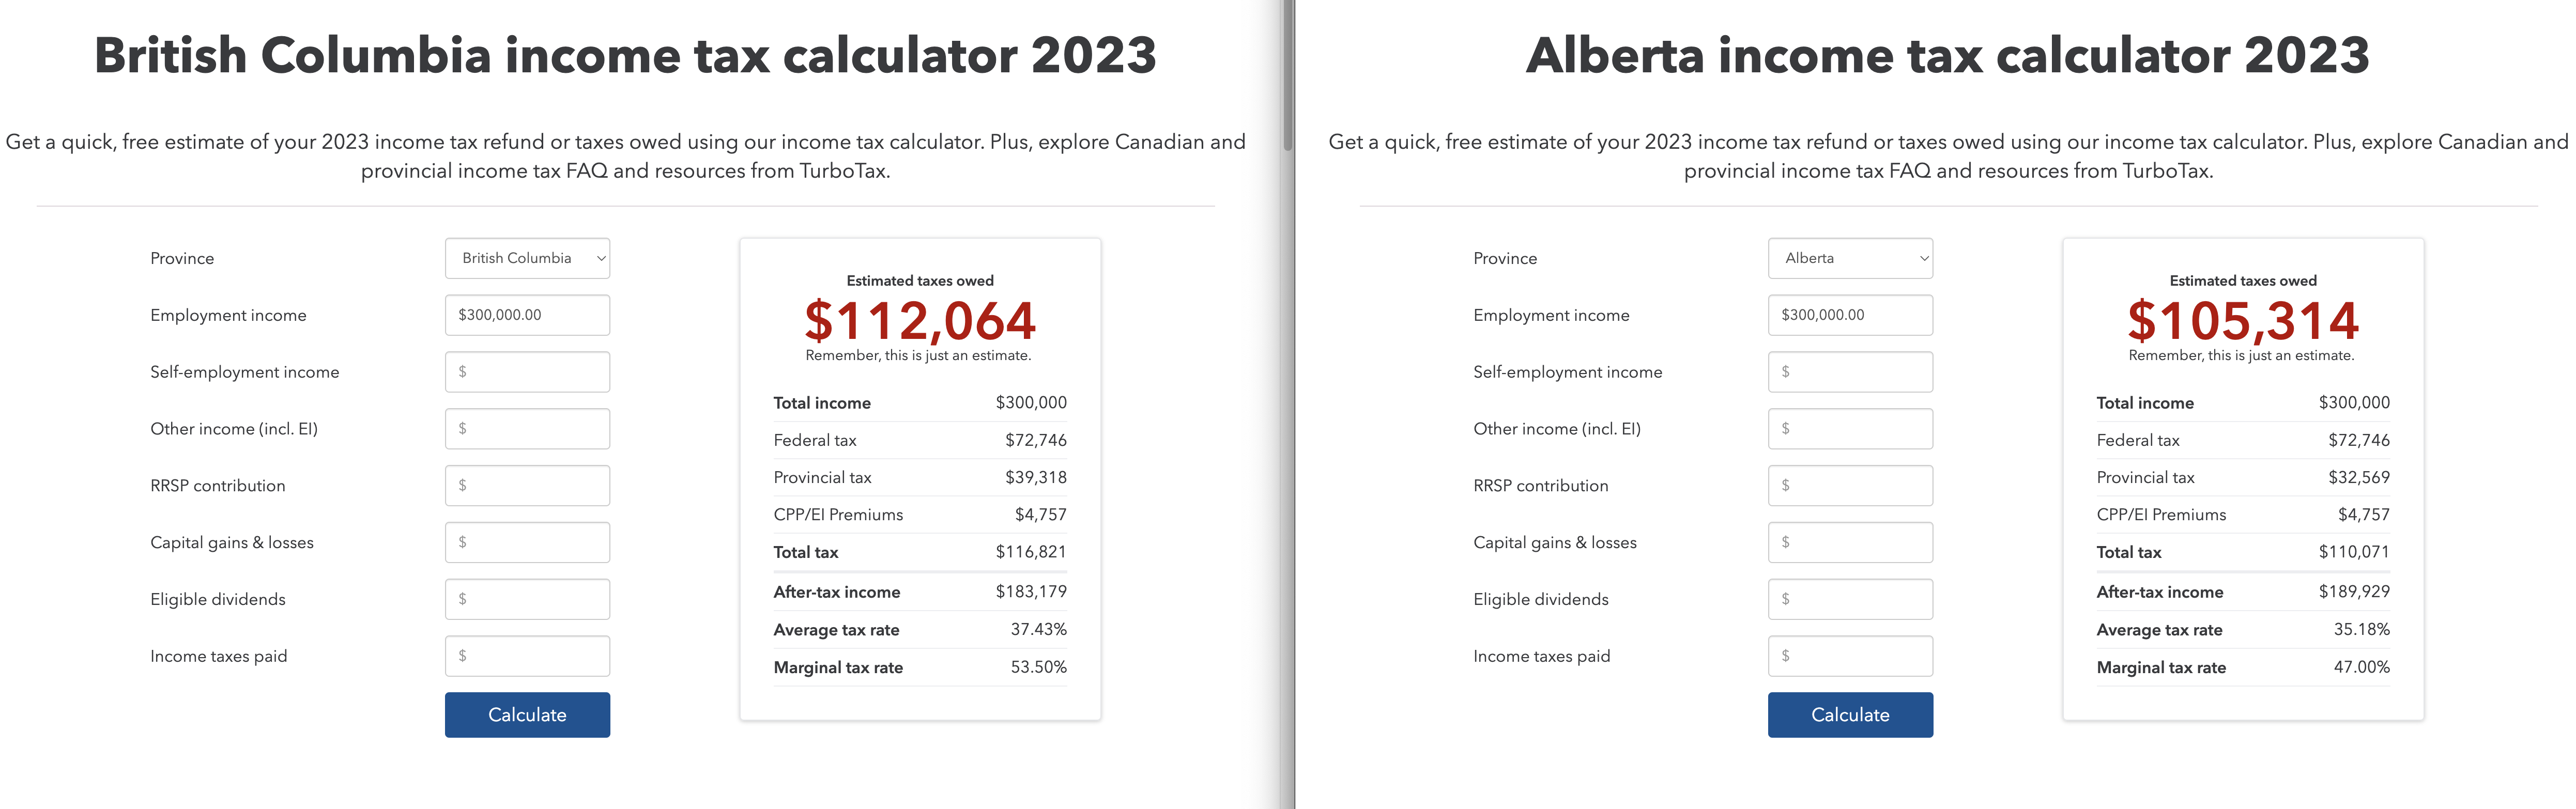 British Columbia income tax calculator 2023
Get a quick, free estimate of your 2023 income tax refund or taxes owed using our income tax calculator. Plus, explore Canadian and
provincial income tax FAQ and resources from TurboTax.
Province
British Columbia
Employment income
$300,000.00
Self-employment income
$
Other income (incl. EI)
$
RRSP contribution
$
Capital gains & losses
$
Eligible dividends
$
Income taxes paid
$
Calculate
Estimated taxes owed
$112,064
Remember, this is just an estimate.
Total income $300,000
Federal tax $72,746
Provincial tax $39,318
CPP/EI Premiums $4,757
Total tax $116,821
After-tax income $183,179
Average tax rate 37.43%
Marginal tax rate 53.50%
Alberta income tax calculator 2023
Get a quick, free estimate of your 2023 income tax refund or taxes owed using our income tax calculator. Plus, explore Canadian and
provincial income tax FAQ and resources from TurboTax.
Province
Alberta
Employment income
$300,000.00
Self-employment income
$
Other income (incl. EI)
$
RRSP contribution
$
Capital gains & losses
$
Eligible dividends
$
Income taxes paid
$
Calculate
Estimated taxes owed
$105,314
Remember, this is just an estimate.
Total income $300,000
Federal tax $72,746
Provincial tax $32,569
CPP/EI Premiums $4,757
Total tax $110,071
After-tax income $189,929
Average tax rate 35.18%
Marginal tax rate 47.00%